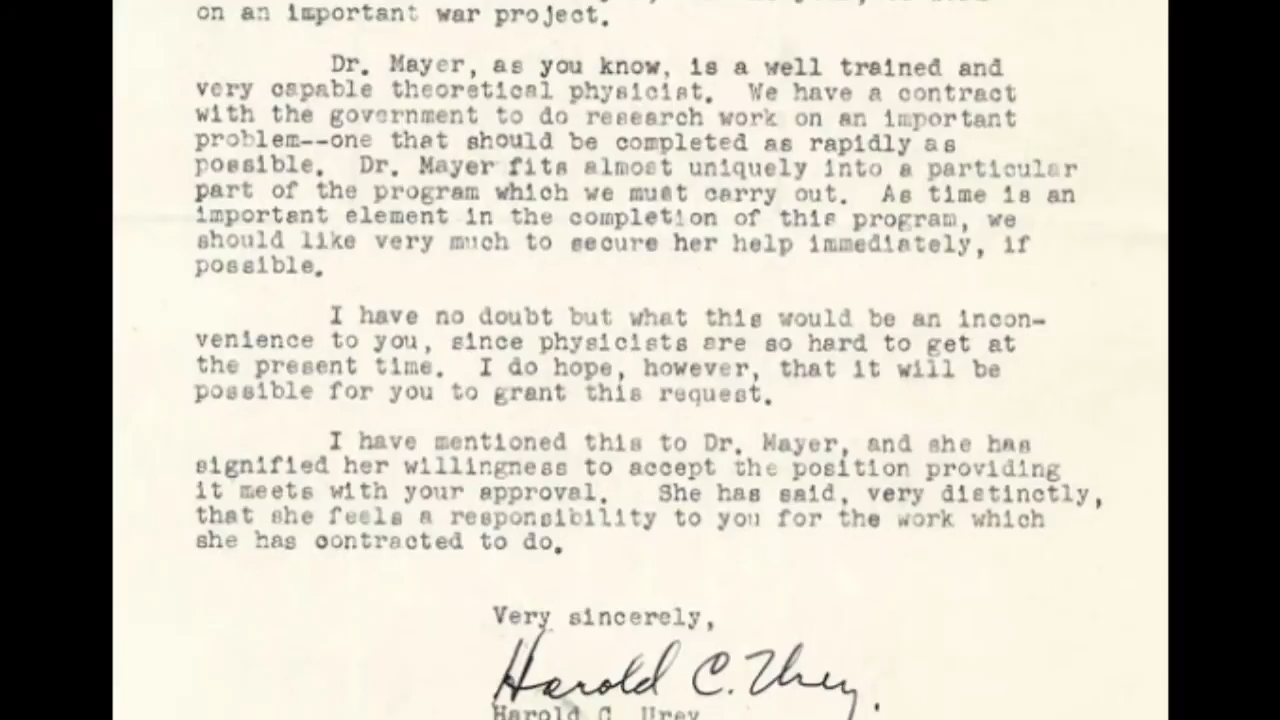 on an important war project.
Dr. Mayer, as you know, is a well trained and
very capable theoretical physicist. We have a contract
with the government to do research work on an important
problem--one that should be completed as rapidly as
possible. Dr. Mayer fits almost uniquely into a particular
part of the program which we must carry out. As time is an
important element in the completion of this program, we
should like very much to secure her help immediately, if
possible.
I have no doubt but what this would be an incon-
venience to you, since physicists are so hard to get at
the present time. I do hope, however, that it will be
possible for you to grant this request.
I have mentioned this to Dr. Mayer, and she has
signified her willingness to accept the position providing
it meets with your approval. She has said, very distinctly,
that she feels a responsibility to you for the work which
she has contracted to do.
Very sincerely,
Harold C. Urey.
Harold C. Urey